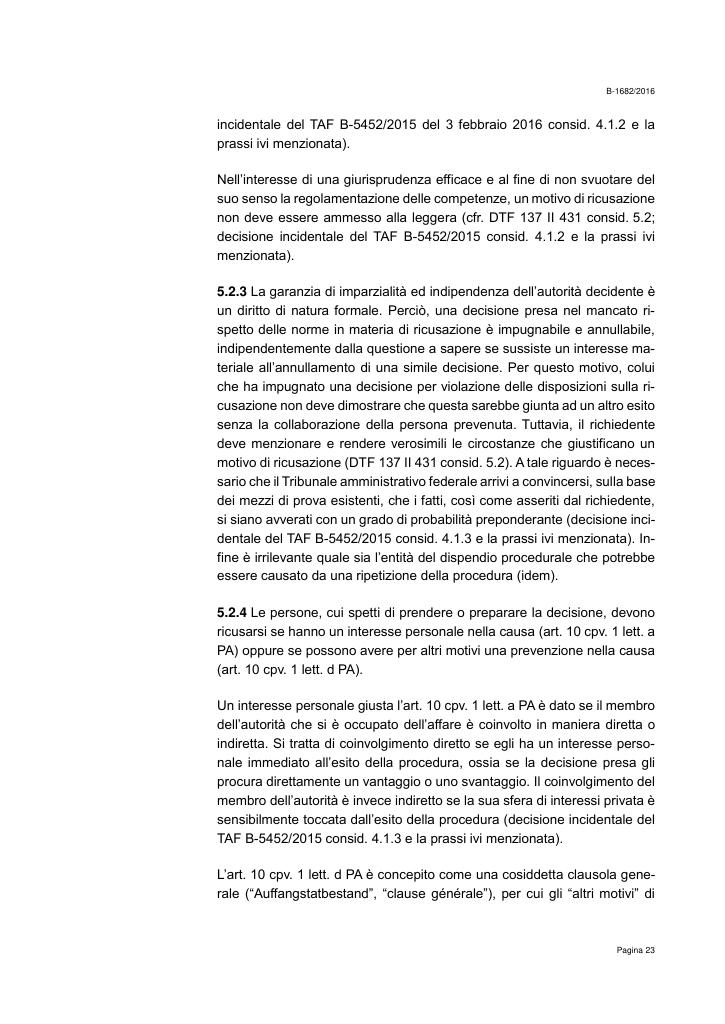 B-1682/2016
incidentale del TAF B-5452/2015 del 3 febbraio 2016 consid. 4.1.2 e la
prassi ivi menzionata).
Nell’interesse di una giurisprudenza efficace e al fine di non svuotare del
suo senso la regolamentazione delle competenze, un motivo di ricusazione
non deve essere ammesso alla leggera (cfr. DTF 137 II 431 consid. 5.2;
decisione incidentale del TAF B-5452/2015 consid. 4.1.2 e la prassi ivi
menzionata).
5.2.3 La garanzia di imparzialità ed indipendenza dell’autorità decidente è
un diritto di natura formale. Perciò, una decisione presa nel mancato ri-
spetto delle norme in materia di ricusazione è impugnabile e annullabile,
indipendentemente dalla questione a sapere se sussiste un interesse ma-
teriale all’annullamento di una simile decisione. Per questo motivo, colui
che ha impugnato una decisione per violazione delle disposizioni sulla ri-
cusazione non deve dimostrare che questa sarebbe giunta ad un altro esito
senza la collaborazione della persona prevenuta. Tuttavia, il richiedente
deve menzionare e rendere verosimili le circostanze che giustificano un
motivo di ricusazione (DTF 137 II 431 consid. 5.2). A tale riguardo è neces-
sario che il Tribunale amministrativo federale arrivi a convincersi, sulla base
dei mezzi di prova esistenti, che i fatti, così come asseriti dal richiedente,
si siano avverati con un grado di probabilità preponderante (decisione inci-
dentale del TAF B-5452/2015 consid. 4.1.3 e la prassi ivi menzionata). In-
fine è irrilevante quale sia l’entità del dispendio procedurale che potrebbe
essere causato da una ripetizione della procedura (idem).
5.2.4 Le persone, cui spetti di prendere o preparare la decisione, devono
ricusarsi se hanno un interesse personale nella causa (art. 10 cpv. 1 lett. a
PA) oppure se possono avere per altri motivi una prevenzione nella causa
(art. 10 cpv. 1 lett. d PA).
Un interesse personale giusta l’art. 10 cpv. 1 lett. a PA è dato se il membro
dell’autorità che si è occupato dell’affare è coinvolto in maniera diretta o
indiretta. Si tratta di coinvolgimento diretto se egli ha un interesse perso-
nale immediato all’esito della procedura, ossia se la decisione presa gli
procura direttamente un vantaggio o uno svantaggio. Il coinvolgimento del
membro dell’autorità è invece indiretto se la sua sfera di interessi privata è
sensibilmente toccata dall’esito della procedura (decisione incidentale del
TAF B-5452/2015 consid. 4.1.3 e la prassi ivi menzionata).
L’art. 10 cpv. 1 lett. d PA è concepito come una cosiddetta clausola gene-
rale (“Auffangstatbestand”, “clause générale”), per cui gli “altri motivi” di
Pagina 23